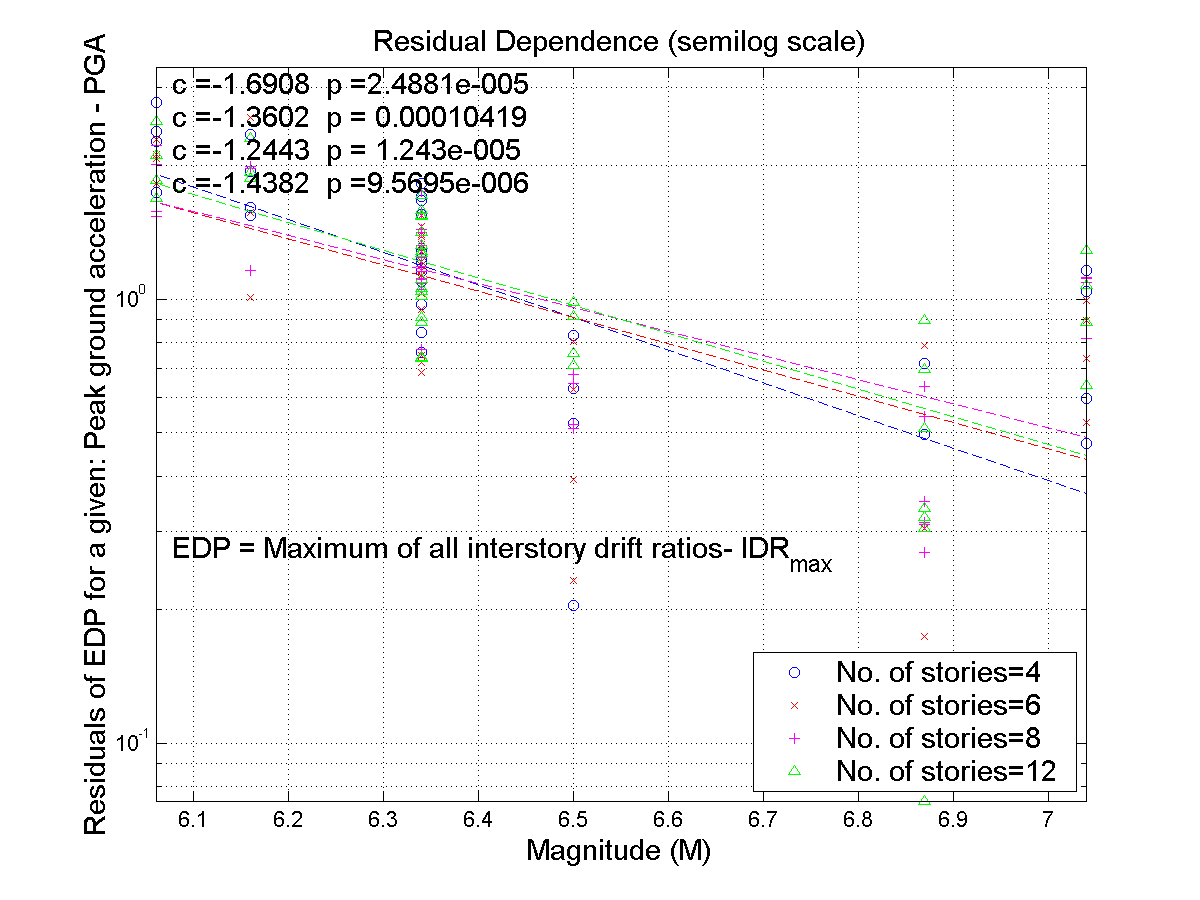 Residual Dependence (semilog scale)
Residuals of EDP for a given: Peak ground acceleration - PGA
c =-1.6908 p =2.4881e-005
c =-1.3602 p = 0.00010419
c =-1.2443 p = 1.243e-005
c =-1.4382 p =9.5695e-006
10^0
EDP = Maximum of all interstory drift ratios- IDR_max
No. of stories=4
No. of stories=6
No. of stories=8
No. of stories=12
10^-1
6.1 6.2 6.3 6.4 6.5 6.6 6.7 6.8 6.9 7
Magnitude (M)